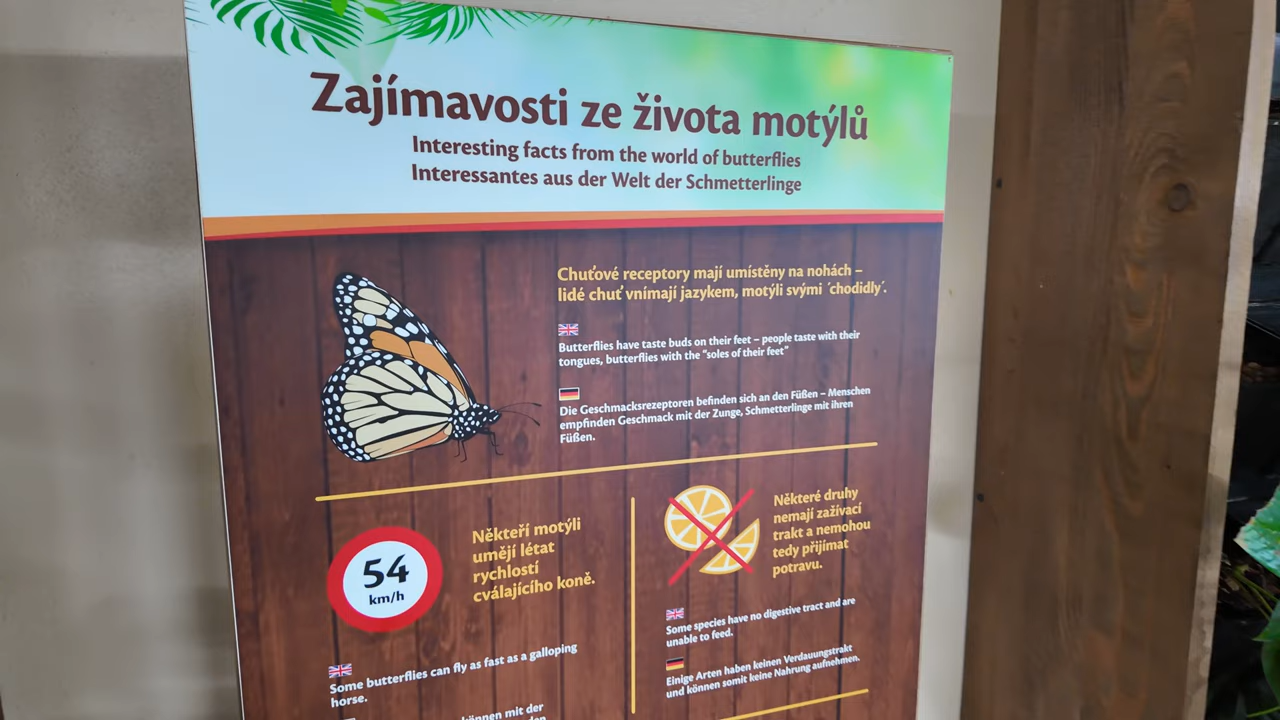 Zajímavosti ze života motýlů
Interesting facts from the world of butterflies
Interessantes aus der Welt der Schmetterlinge
Chuťové receptory mají umístěny na nohách –
lidé chuť vnímají jazykem, motýli svými ´chodidly´.
Butterflies have taste buds on their feet – people taste with their
tongues, butterflies with the "soles of their feet"
Die Geschmacksrezeptoren befinden sich an den Füßen – Menschen
empfinden Geschmack mit der Zunge, Schmetterlinge mit ihren
Füßen.
54
km/h
Někteří motýli
umějí létat
rychlostí
cválajícího koně.
Some butterflies can fly as fast as a galloping
horse.
können mit der
Některé druhy
nemají zažívací
trakt a nemohou
tedy přijímat
potravu.
Some species have no digestive tract and are
unable to feed.
Einige Arten haben keinen Verdauungstrakt
und können somit keine Nahrung aufnehmen.